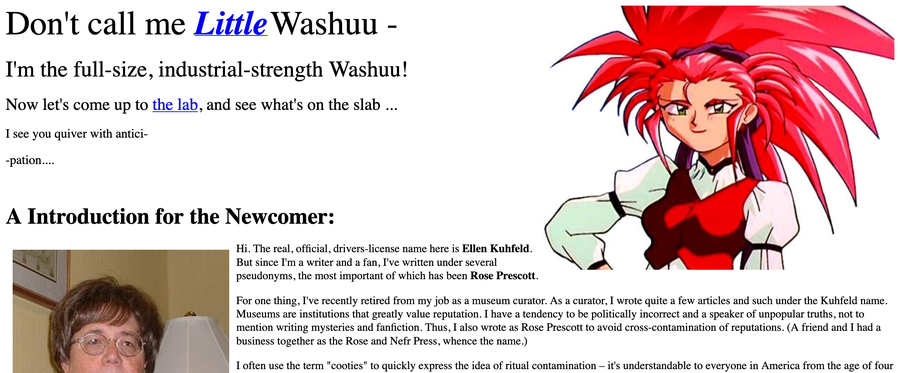 Don't call me Little Washuu -
I'm the full-size, industrial-strength Washuu!
Now let's come up to the lab, and see what's on the slab ...
I see you quiver with antici-
-pation....
A Introduction for the Newcomer:
Hi. The real, official, drivers-license name here is Ellen Kuhfeld.
But since I'm a writer and a fan, I've written under several
pseudonyms, the most important of which has been Rose Prescott.
For one thing, I've recently retired from my job as a museum curator. As a curator, I wrote quite a few articles and such under the Kuhfeld name.
Museums are institutions that greatly value reputation. I have a tendency to be politically incorrect and a speaker of unpopular truths, not to
mention writing mysteries and fanfiction. Thus, I also wrote as Rose Prescott to avoid cross-contamination of reputations. (A friend and I had a
business together as the Rose and Nefr Press, whence the name.)
I often use the term "cooties" to quickly express the idea of ritual contamination – it's understandable to everyone in America from the age of four